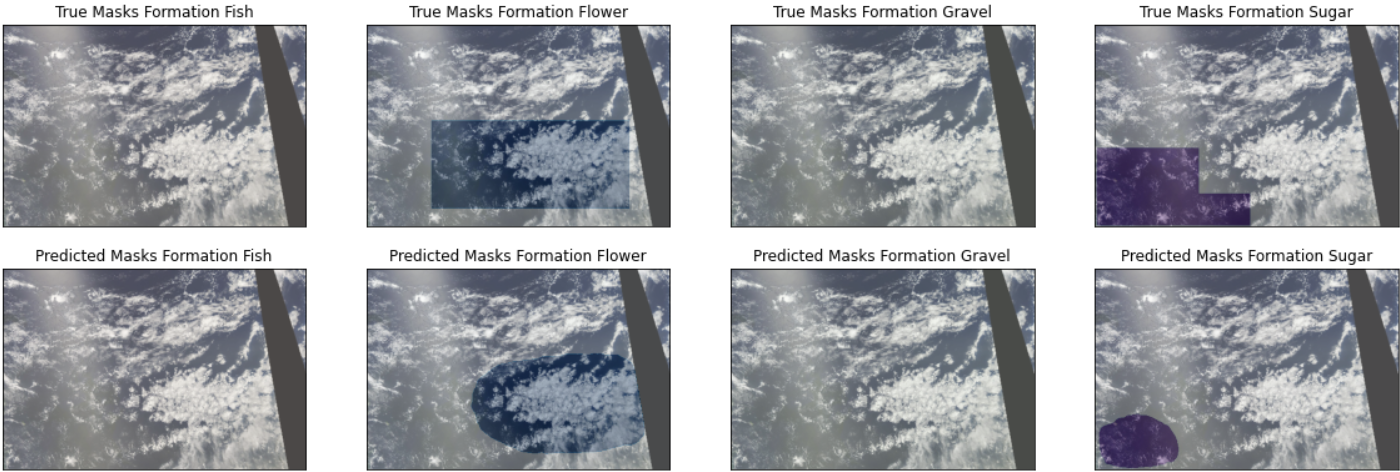 True Masks Formation Fish
True Masks Formation Flower
True Masks Formation Gravel
True Masks Formation Sugar
Predicted Masks Formation Fish
Predicted Masks Formation Flower
Predicted Masks Formation Gravel
Predicted Masks Formation Sugar